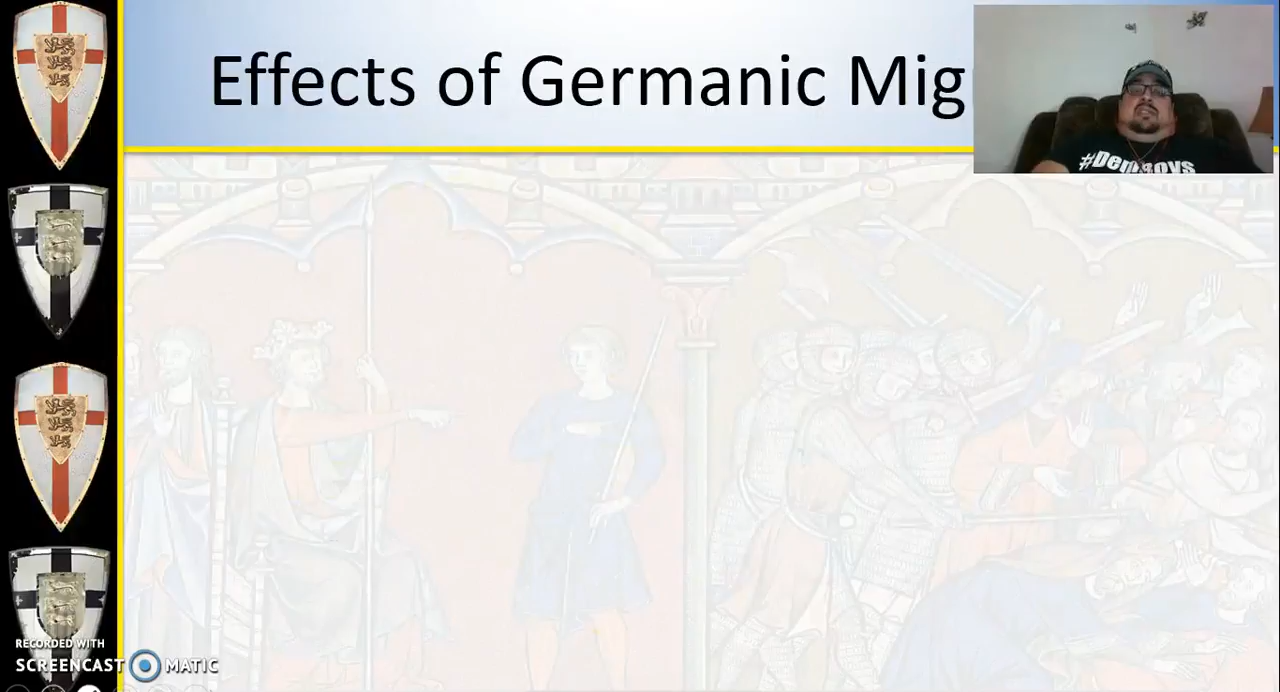 Effects of Germanic Mig
#DemBoys
RECORDED WITH
SCREENCAST MATIC